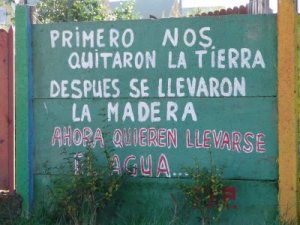 PRIMERO NOS
QUITARON LA TIERRA
DESPUES SE LLEVARON
LA MADERA
AHORA QUIEREN LLEVARSE
EL AGUA...